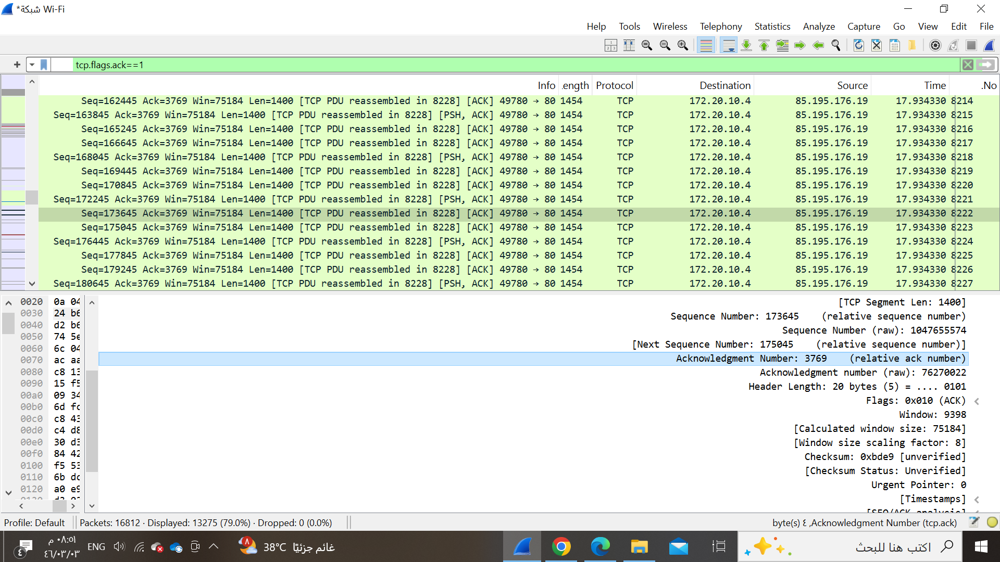 *شبكة Wi-Fi
File Edit View Go Capture Analyze Statistics Telephony Wireless Tools Help
tcp.flags.ack==1
No. Time Source Destination Protocol .ength Info
8214 17.934330 85.195.176.19 172.20.10.4 TCP 1454 80 → 49780 [ACK] Seq=162445 Ack=3769 Win=75184 Len=1400 [TCP PDU reassembled in 8228]
8215 17.934330 85.195.176.19 172.20.10.4 TCP 1454 80 → 49780 [PSH, ACK] Seq=163845 Ack=3769 Win=75184 Len=1400 [TCP PDU reassembled in 8228]
8216 17.934330 85.195.176.19 172.20.10.4 TCP 1454 80 → 49780 [ACK] Seq=165245 Ack=3769 Win=75184 Len=1400 [TCP PDU reassembled in 8228]
8217 17.934330 85.195.176.19 172.20.10.4 TCP 1454 80 → 49780 [ACK] Seq=166645 Ack=3769 Win=75184 Len=1400 [TCP PDU reassembled in 8228]
8218 17.934330 85.195.176.19 172.20.10.4 TCP 1454 80 → 49780 [PSH, ACK] Seq=168045 Ack=3769 Win=75184 Len=1400 [TCP PDU reassembled in 8228]
8219 17.934330 85.195.176.19 172.20.10.4 TCP 1454 80 → 49780 [ACK] Seq=169445 Ack=3769 Win=75184 Len=1400 [TCP PDU reassembled in 8228]
8220 17.934330 85.195.176.19 172.20.10.4 TCP 1454 80 → 49780 [ACK] Seq=170845 Ack=3769 Win=75184 Len=1400 [TCP PDU reassembled in 8228]
8221 17.934330 85.195.176.19 172.20.10.4 TCP 1454 80 → 49780 [PSH, ACK] Seq=172245 Ack=3769 Win=75184 Len=1400 [TCP PDU reassembled in 8228]
8222 17.934330 85.195.176.19 172.20.10.4 TCP 1454 80 → 49780 [ACK] Seq=173645 Ack=3769 Win=75184 Len=1400 [TCP PDU reassembled in 8228]
8223 17.934330 85.195.176.19 172.20.10.4 TCP 1454 80 → 49780 [ACK] Seq=175045 Ack=3769 Win=75184 Len=1400 [TCP PDU reassembled in 8228]
8224 17.934330 85.195.176.19 172.20.10.4 TCP 1454 80 → 49780 [PSH, ACK] Seq=176445 Ack=3769 Win=75184 Len=1400 [TCP PDU reassembled in 8228]
8225 17.934330 85.195.176.19 172.20.10.4 TCP 1454 80 → 49780 [ACK] Seq=177845 Ack=3769 Win=75184 Len=1400 [TCP PDU reassembled in 8228]
8226 17.934330 85.195.176.19 172.20.10.4 TCP 1454 80 → 49780 [ACK] Seq=179245 Ack=3769 Win=75184 Len=1400 [TCP PDU reassembled in 8228]
8227 17.934330 85.195.176.19 172.20.10.4 TCP 1454 80 → 49780 [PSH, ACK] Seq=180645 Ack=3769 Win=75184 Len=1400 [TCP PDU reassembled in 8228]
[TCP Segment Len: 1400]
Sequence Number: 173645 (relative sequence number)
Sequence Number (raw): 1047655574
[Next Sequence Number: 175045 (relative sequence number)]
Acknowledgment Number: 3769 (relative ack number)
Acknowledgment number (raw): 76270022
Header Length: 20 bytes (5) = .... 0101
Flags: 0x010 (ACK)
Window: 9398
[Calculated window size: 75184]
[Window size scaling factor: 8]
Checksum: 0xbde9 [unverified]
[Checksum Status: Unverified]
Urgent Pointer: 0
[Timestamps]
[SEQ/ACK analysis]
0020 0a 04
0030 24 b6
0040 d2 b6
0050 74 5e
0060 6c 04
0070 ac aa
0080 c8 13
0090 15 f5
00a0 09 34
00b0 6d fc
00c0 c8 43
00d0 c4 d8
00e0 30 d3
00f0 84 42
0100 f5 53
0110 6b dc
0120 a0 e9
Profile: Default
Packets: 16812 · Displayed: 13275 (79.0%) · Dropped: 0 (0.0%)
byte(s) ٤ ,Acknowledgment Number (tcp.ack)
اكتب هنا للبحث
٨
38°C غائم جزئيًا
ENG
٠٨:٥١ م
٤٦/٠٣/٠٣
٤